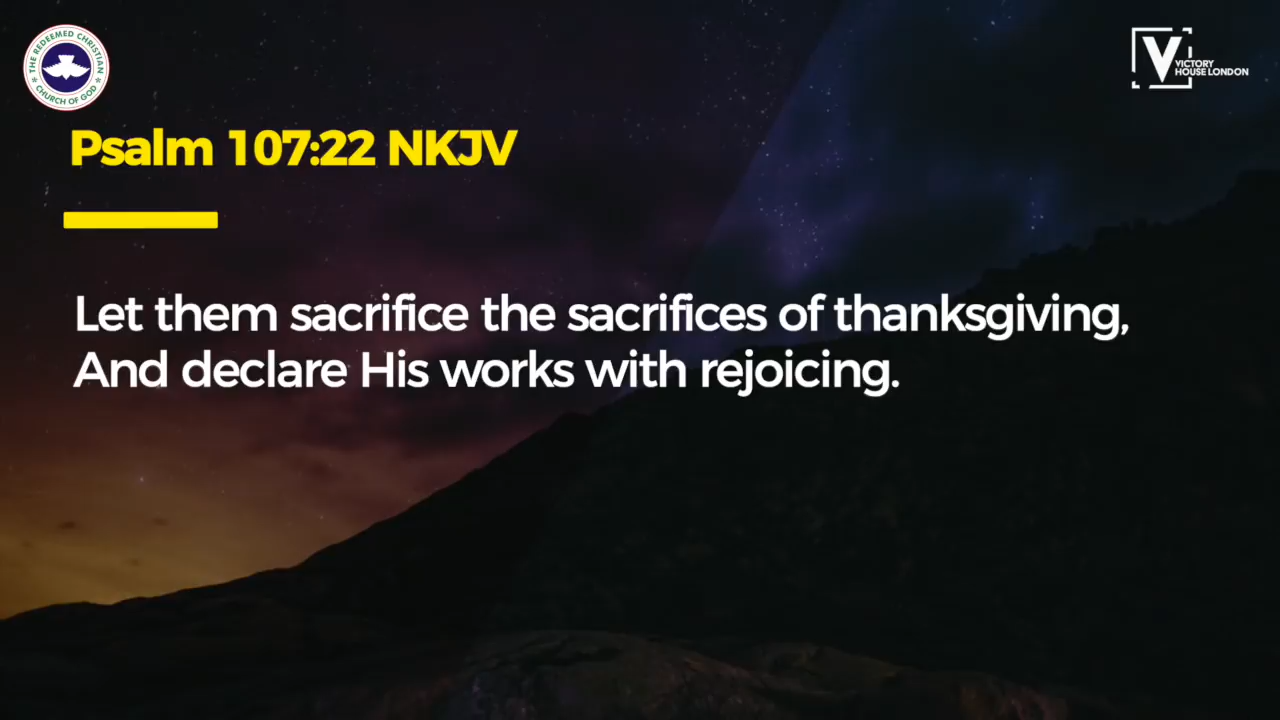 THE REDEEMED CHRISTIAN
CHURCH OF GOD
V VICTORY
HOUSE LONDON
Psalm 107:22 NKJV
Let them sacrifice the sacrifices of thanksgiving,
And declare His works with rejoicing.